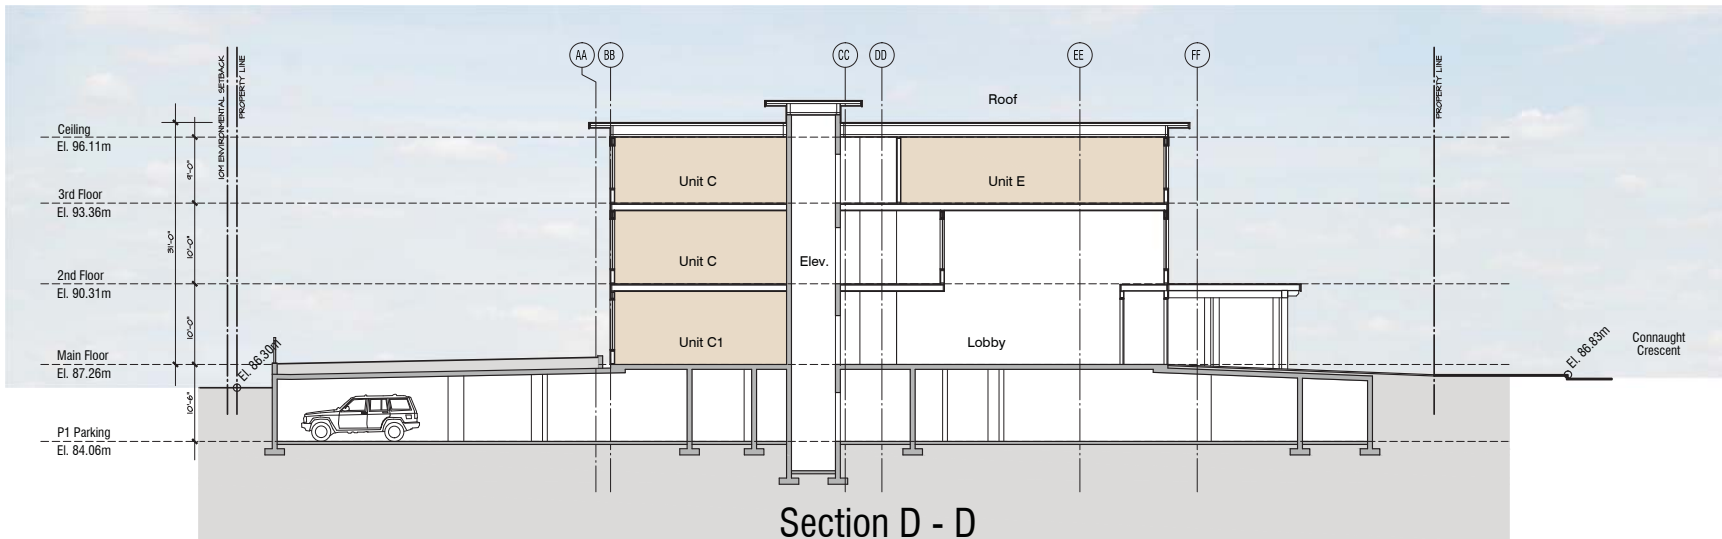 AA
BB
CC
DD
EE
FF
10M ENVIRONMENTAL SETBACK
PROPERTY LINE
PROPERTY LINE
Roof
Ceiling
El. 96.11m
9'-0"
Unit C
Unit E
3rd Floor
El. 93.36m
31'-0"
10'-0"
Unit C
Elev.
2nd Floor
El. 90.31m
10'-0"
Unit C1
Lobby
Main Floor
El. 87.26m
El. 86.30m
El. 86.83m
Connaught
Crescent
10'-6"
P1 Parking
El. 84.06m
Section D - D